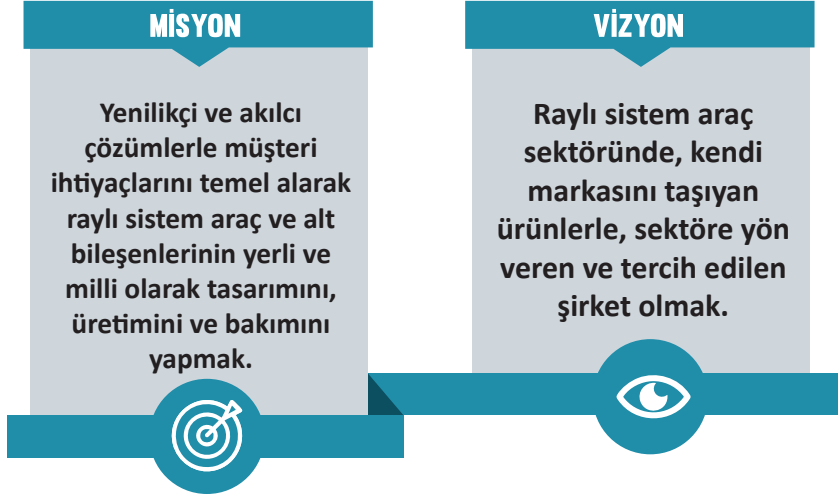 MİSYON
Yenilikçi ve akılcı
çözümlerle müşteri
ihtiyaçlarını temel alarak
raylı sistem araç ve alt
bileşenlerinin yerli ve
milli olarak tasarımını,
üretimini ve bakımını
yapmak.
VİZYON
Raylı sistem araç
sektöründe, kendi
markasını taşıyan
ürünlerle, sektöre yön
veren ve tercih edilen
şirket olmak.